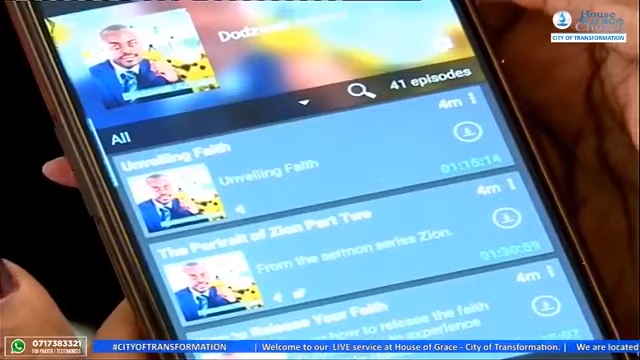 House
Grace
Church
CITY OF TRANSFORMATION
41 episodes
All
4m
Unveiling Faith
Unveiling Faith
01:15:14
4m
The Portrait of Zion Part Two
From the sermon series Zion.
01:30:59
4m
Release Your Faith
how to release the faith
experience
0717383321
FOR PRAYER / TESTIMONIES
#CITYOFTRANSFORMATION
Welcome to our LIVE service at House of Grace - City of Transformation.
We are located